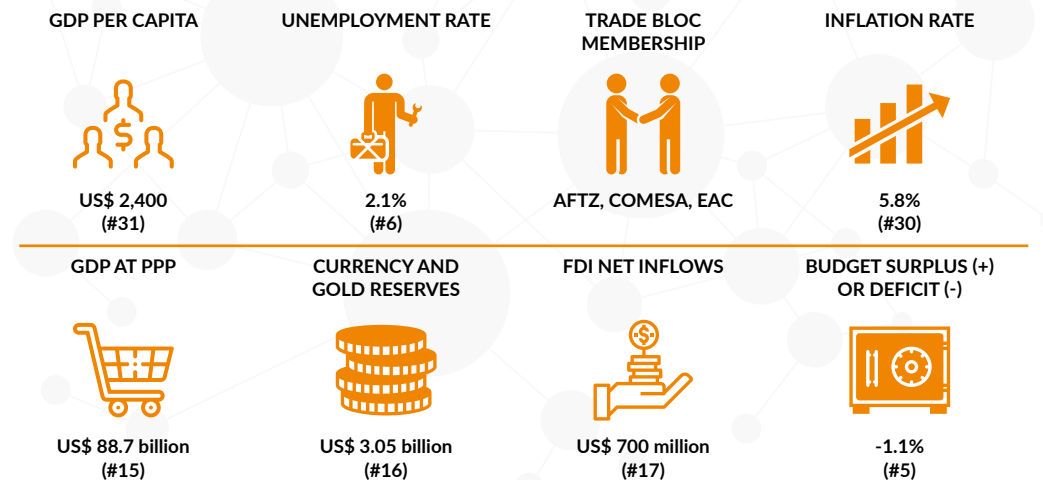 GDP PER CAPITA
US$ 2,400
(#31)
UNEMPLOYMENT RATE
2.1%
(#6)
TRADE BLOC
MEMBERSHIP
AFTZ, COMESA, EAC
INFLATION RATE
5.8%
(#30)
GDP AT PPP
US$ 88.7 billion
(#15)
CURRENCY AND
GOLD RESERVES
US$ 3.05 billion
(#16)
FDI NET INFLOWS
$
US$ 700 million
(#17)
BUDGET SURPLUS (+)
OR DEFICIT (-)
-1.1%
(#5)